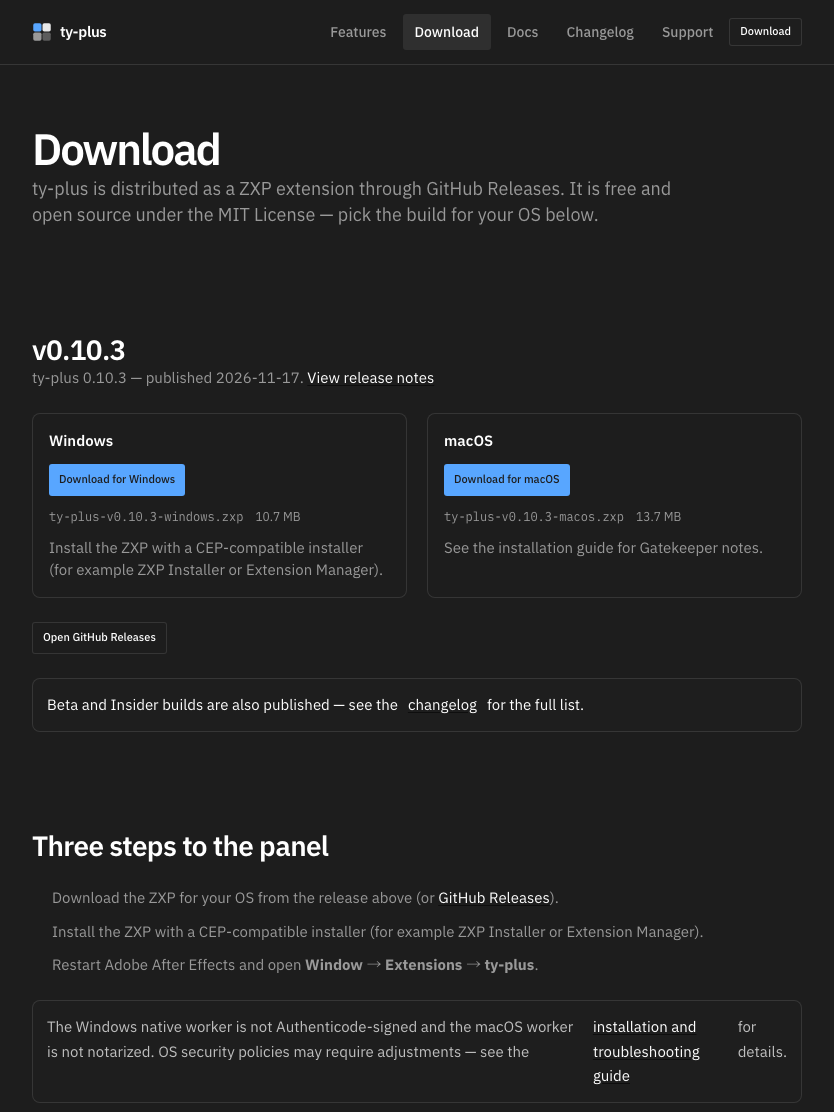 ty-plus
Features
Download
Docs
Changelog
Support
Download
Download
ty-plus is distributed as a ZXP extension through GitHub Releases. It is free and
open source under the MIT License — pick the build for your OS below.
v0.10.3
ty-plus 0.10.3 — published 2026-11-17. View release notes
Windows
Download for Windows
ty-plus-v0.10.3-windows.zxp 10.7 MB
Install the ZXP with a CEP-compatible installer
(for example ZXP Installer or Extension Manager).
macOS
Download for macOS
ty-plus-v0.10.3-macos.zxp 13.7 MB
See the installation guide for Gatekeeper notes.
Open GitHub Releases
Beta and Insider builds are also published — see the changelog for the full list.
Three steps to the panel
Download the ZXP for your OS from the release above (or GitHub Releases).
Install the ZXP with a CEP-compatible installer (for example ZXP Installer or Extension Manager).
Restart Adobe After Effects and open Window → Extensions → ty-plus.
The Windows native worker is not Authenticode-signed and the macOS worker
is not notarized. OS security policies may require adjustments — see the
installation and
troubleshooting
guide
for
details.